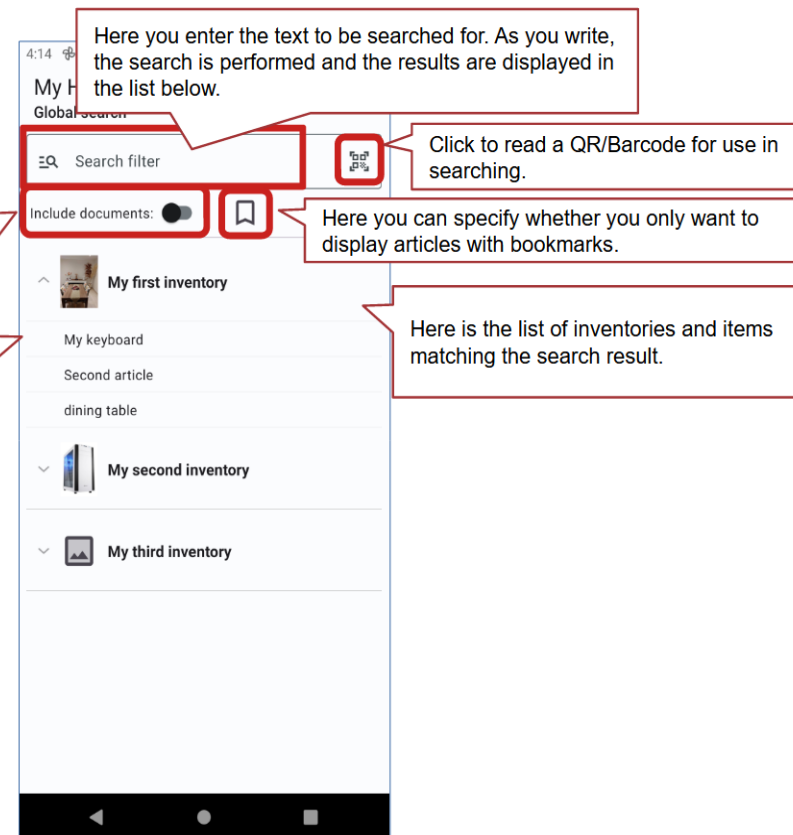 Here you enter the text to be searched for. As you write,
the search is performed and the results are displayed in
the list below.
4:14
My H
Global search
Search filter
Click to read a QR/Barcode for use in
searching.
Include documents:
Here you can specify whether you only want to
display articles with bookmarks.
My first inventory
Here is the list of inventories and items
matching the search result.
My keyboard
Second article
dining table
My second inventory
My third inventory